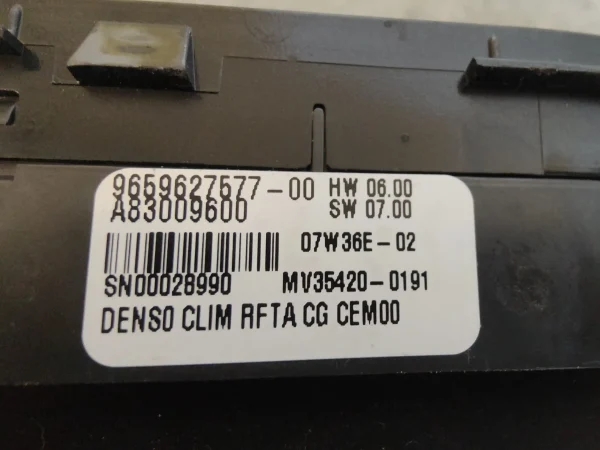 9659627577-00 HW 06.00
A83009600 SW 07.00
07W36E-02
SN00028990 MV35420-0191
DENSO CLIM RFTA CG CEM00